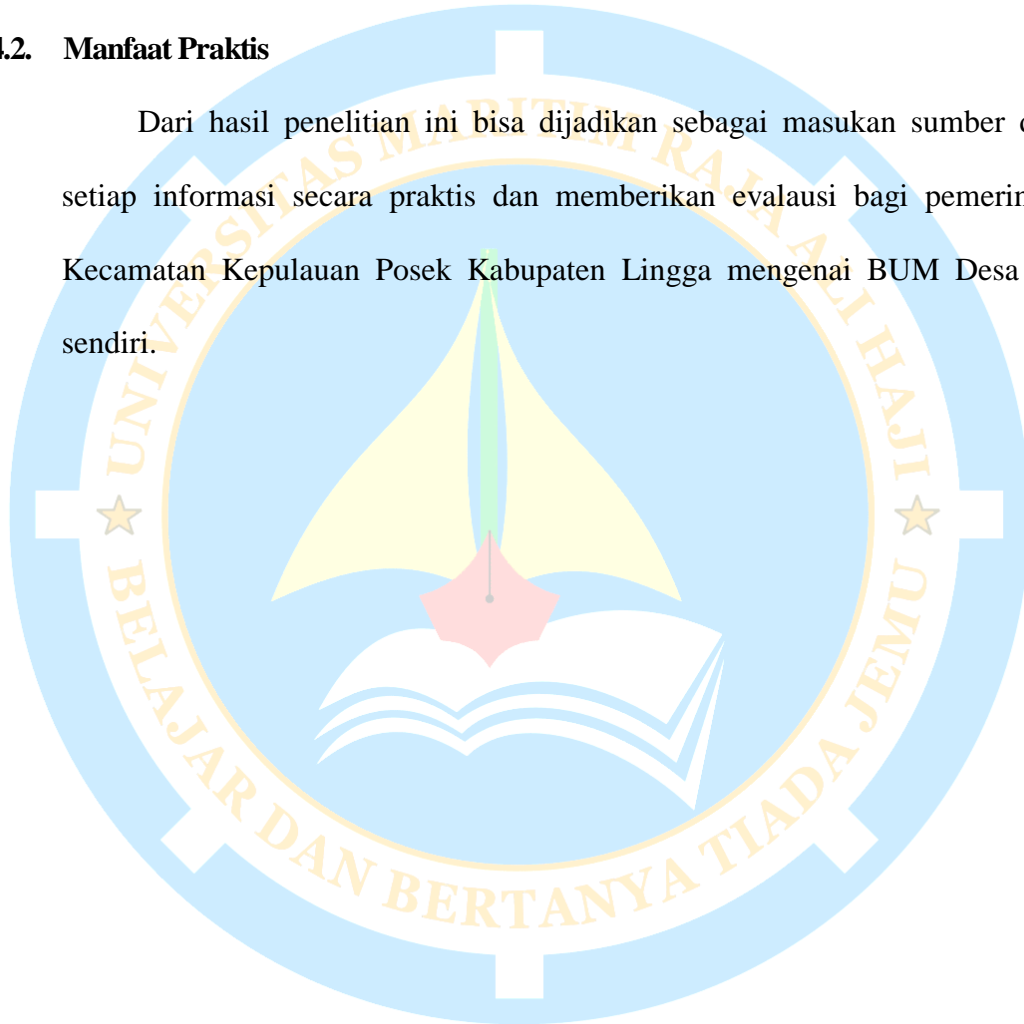 4.2. Manfaat Praktis
Dari hasil penelitian ini bisa dijadikan sebagai masukan sumber
setiap informasi secara praktis dan memberikan evalausi bagi
Kecamatan Kepulauan Posek Kabupaten Lingga mengenai BUM Desa
sendiri.
UNIVERSITAS MARITIM RAJA ALI HAJI
BELAJAR DAN BERTANYA TIADA JEMU